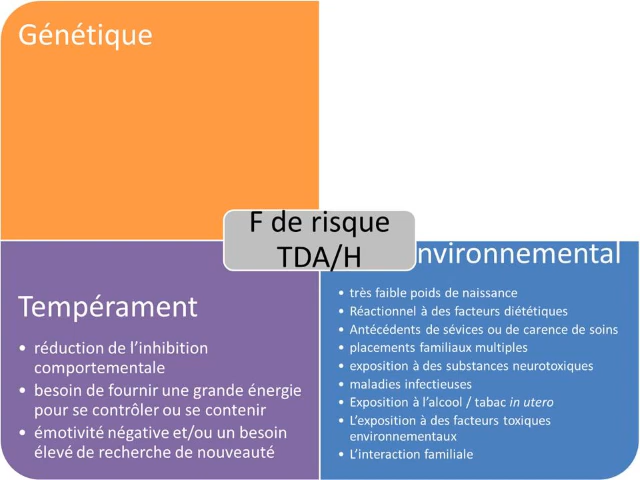 Génétique
F de risque
TDA/H
Tempérament
• réduction de l’inhibition
comportementale
• besoin de fournir une grande énergie
pour se contrôler ou se contenir
• émotivité négative et/ou un besoin
élevé de recherche de nouveauté
nvironnemental
• très faible poids de naissance
• Réactionnel à des facteurs diététiques
• Antécédents de sévices ou de carence de soins
• placements familiaux multiples
• exposition à des substances neurotoxiques
• maladies infectieuses
• Exposition à l’alcool / tabac in utero
• L’exposition à des facteurs toxiques
environnementaux
• L’interaction familiale